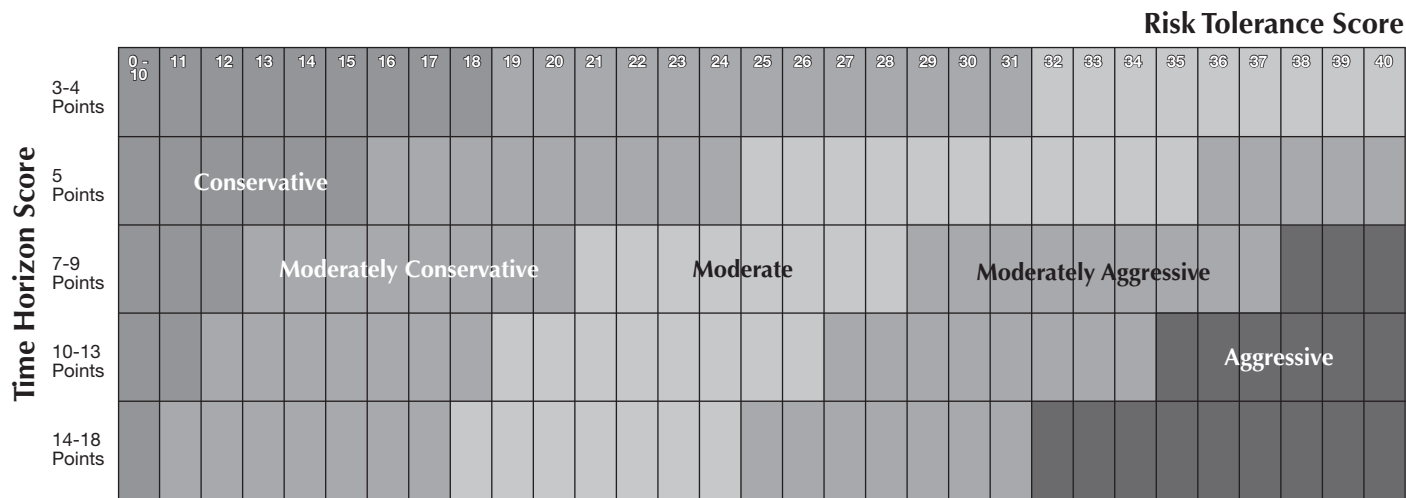 Risk Tolerance Score
Time Horizon Score
0 - 10 11 12 13 14 15 16 17 18 19 20 21 22 23 24 25 26 27 28 29 30 31 32 33 34 35 36 37 38 39 40
3-4
Points
5
Points
Conservative
7-9
Points
Moderately Conservative Moderate Moderately Aggressive
10-13
Points
Aggressive
14-18
Points